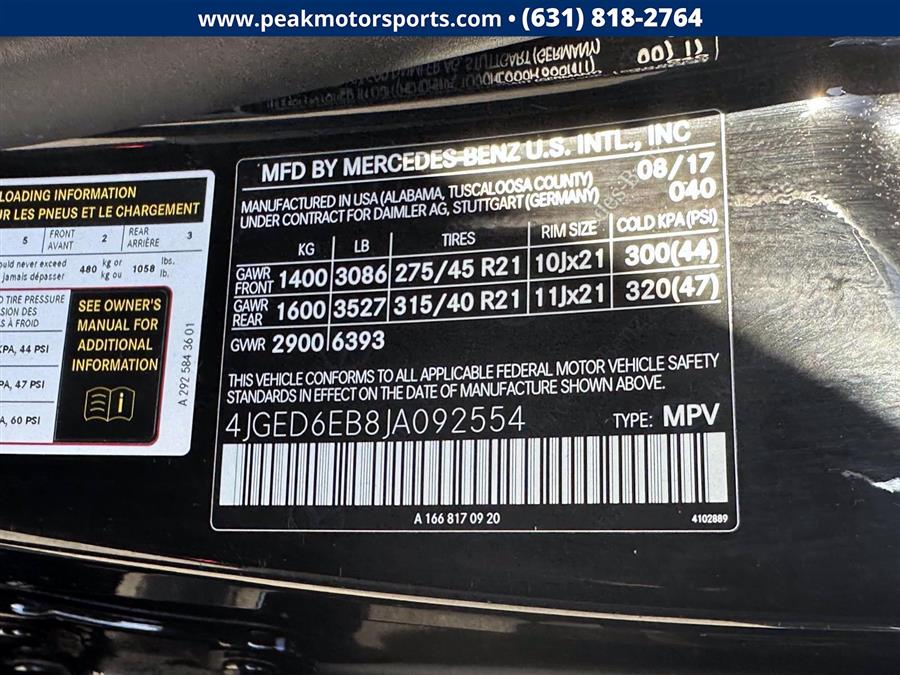 www.peakmotorsports.com • (631) 818-2764
MFD BY MERCEDES-BENZ U.S. INTL., INC
MANUFACTURED IN USA (ALABAMA, TUSCALOOSA COUNTY) 08/17
UNDER CONTRACT FOR DAIMLER AG, STUTTGART (GERMANY) 040
KG LB TIRES RIM SIZE COLD KPA (PSI)
GAWR FRONT 1400 3086 275/45 R21 10Jx21 300(44)
GAWR REAR 1600 3527 315/40 R21 11Jx21 320(47)
GVWR 2900 6393
THIS VEHICLE CONFORMS TO ALL APPLICABLE FEDERAL MOTOR VEHICLE SAFETY
STANDARDS IN EFFECT ON THE DATE OF MANUFACTURE SHOWN ABOVE.
4JGED6EB8JA092554 TYPE: MPV
A 166 817 09 20 4102889
LOADING INFORMATION
UR LES PNEUS ET LE CHARGEMENT
5 FRONT AVANT 2 REAR ARRIÈRE 3
ould never exceed 480 kg or 1058 lbs.
jamais dépasser kg ou lb.
D TIRE PRESSURE
SION DES
À FROID
KPA, 44 PSI
PA, 47 PSI
A, 60 PSI
SEE OWNER'S
MANUAL FOR
ADDITIONAL
INFORMATION
A 292 584 36 01